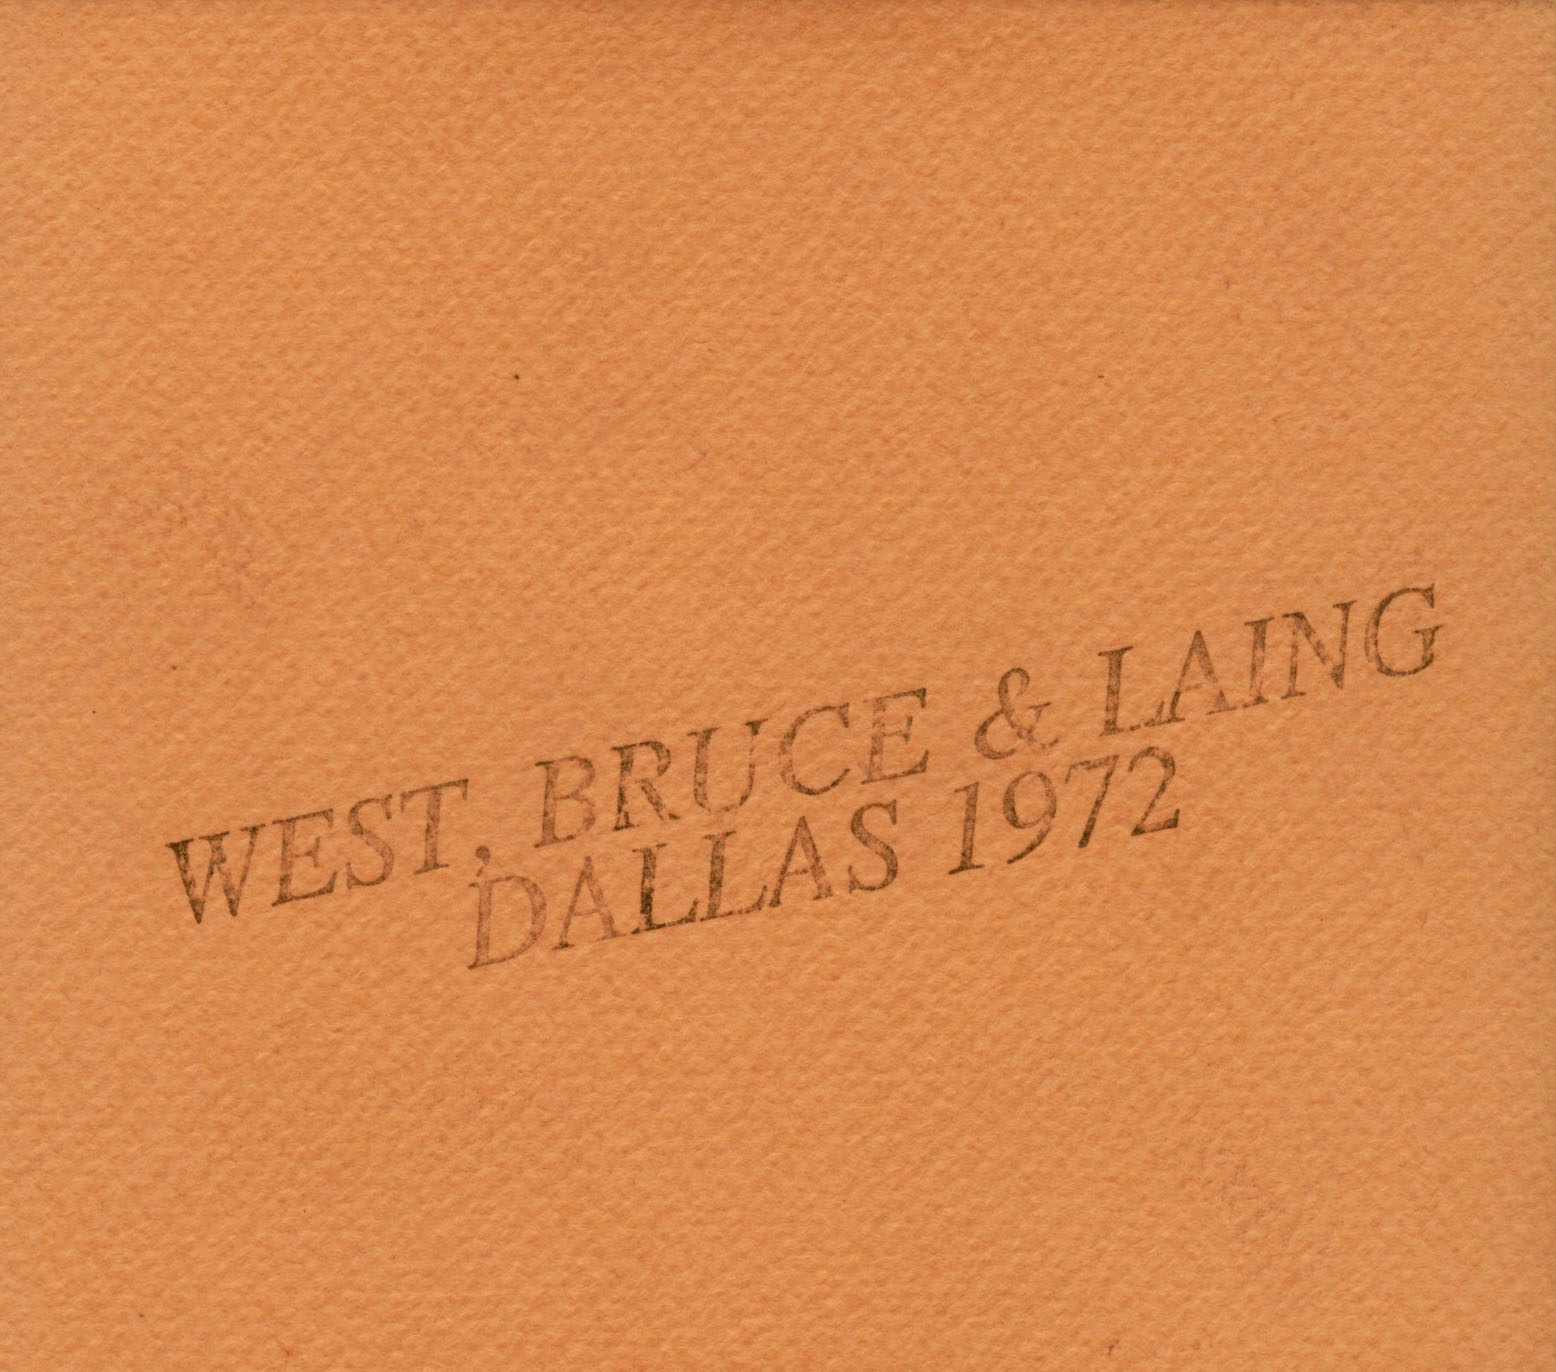 WEST, BRUCE & LAING
DALLAS 1972